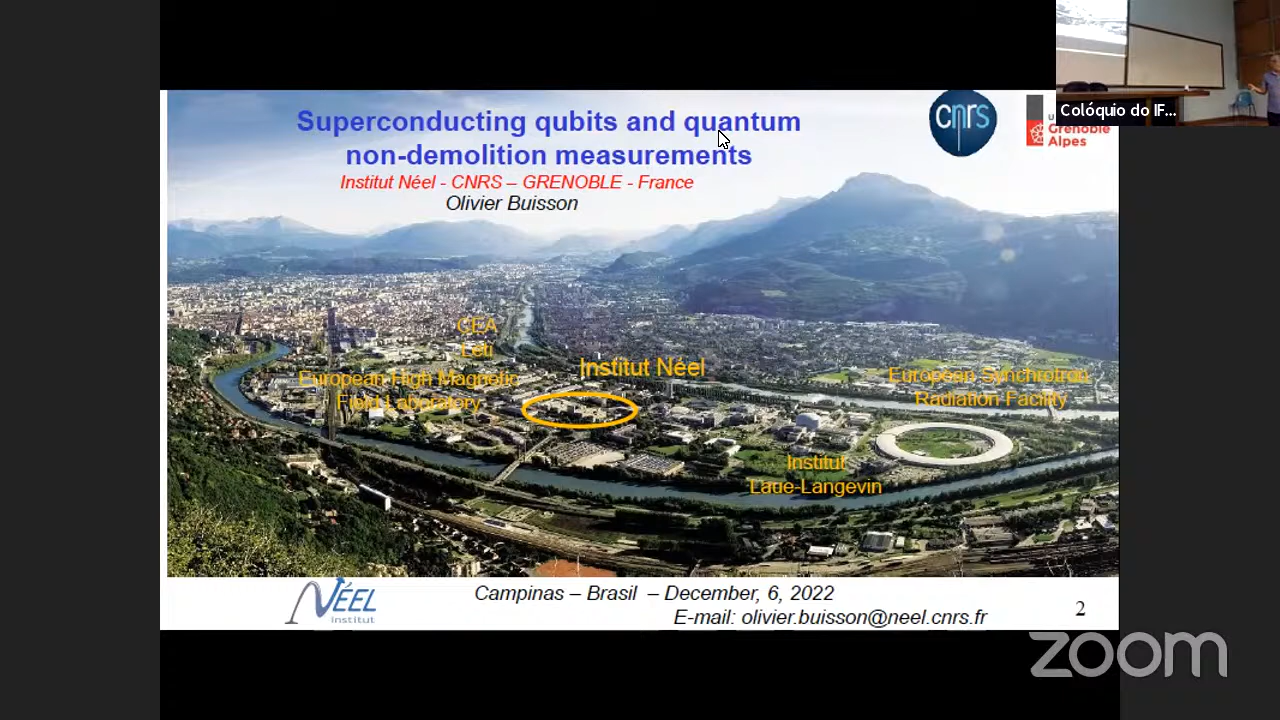 Superconducting qubits and quantum
non-demolition measurements
Institut Néel - CNRS – GRENOBLE - France
Olivier Buisson
cnrs
Grenoble
Alpes
Colóquio do IF...
CEA
Leti
Institut Néel
European High Magnetic
Field Laboratory
European Synchrotron
Radiation Facility
Institut
Laue-Langevin
NÉEL
institut
Campinas – Brasil – December, 6, 2022
E-mail: olivier.buisson@neel.cnrs.fr
2
zoom